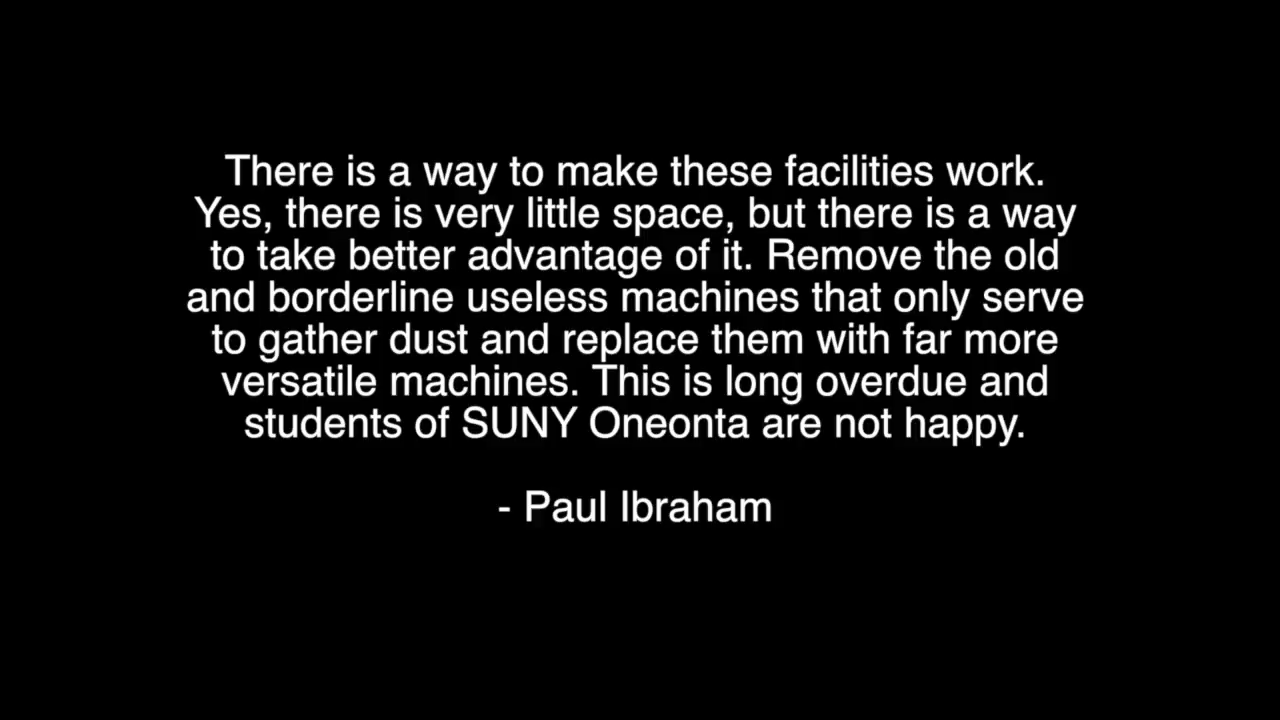 There is a way to make these facilities work.
Yes, there is very little space, but there is a way
to take better advantage of it. Remove the old
and borderline useless machines that only serve
to gather dust and replace them with far more
versatile machines. This is long overdue and
students of SUNY Oneonta are not happy.
- Paul Ibraham